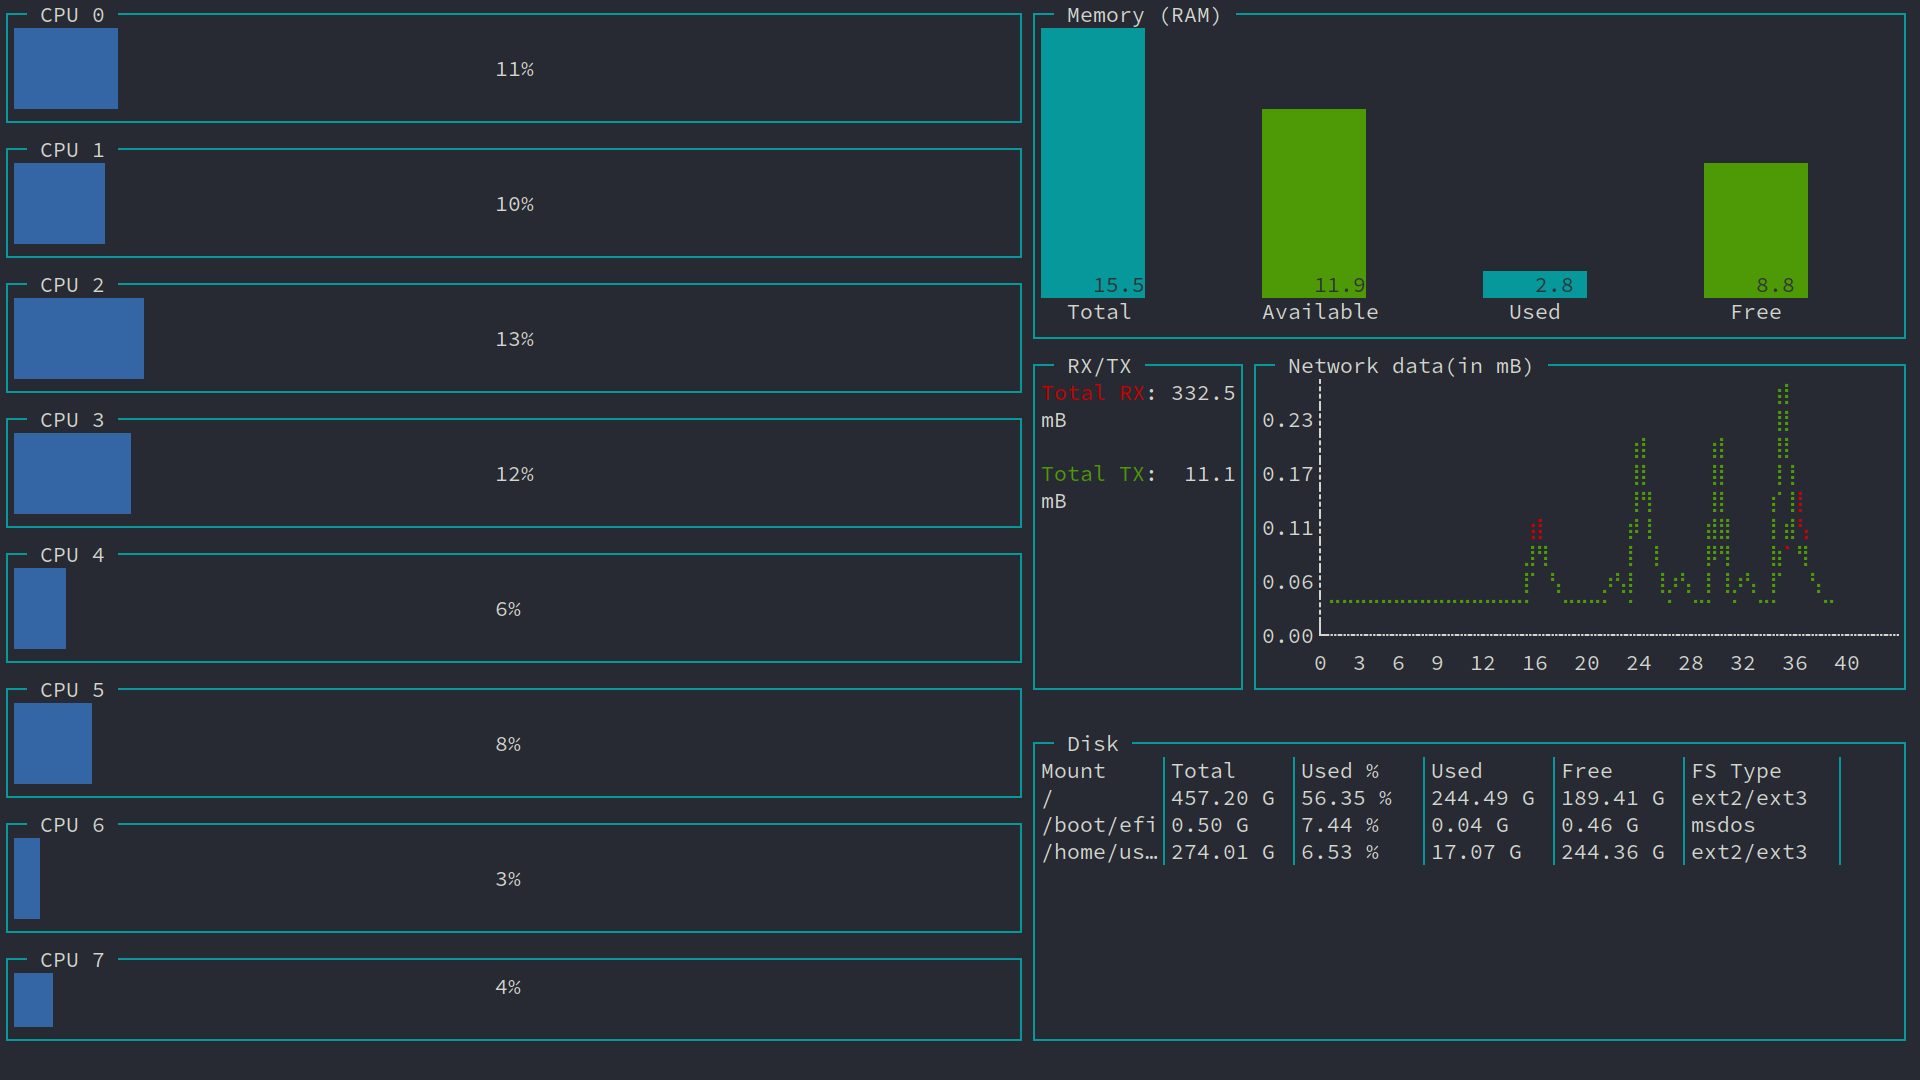 CPU 0
11%
CPU 1
10%
CPU 2
13%
CPU 3
12%
CPU 4
6%
CPU 5
8%
CPU 6
3%
CPU 7
4%
Memory (RAM)
15.5 11.9 2.8 8.8
Total Available Used Free
RX/TX
Total RX: 332.5
mB
Total TX: 11.1
mB
Network data(in mB)
0.23
0.17
0.11
0.06
0.00
0 3 6 9 12 16 20 24 28 32 36 40
Disk
Mount Total Used % Used Free FS Type
/ 457.20 G 56.35 % 244.49 G 189.41 G ext2/ext3
/boot/efi 0.50 G 7.44 % 0.04 G 0.46 G msdos
/home/us… 274.01 G 6.53 % 17.07 G 244.36 G ext2/ext3